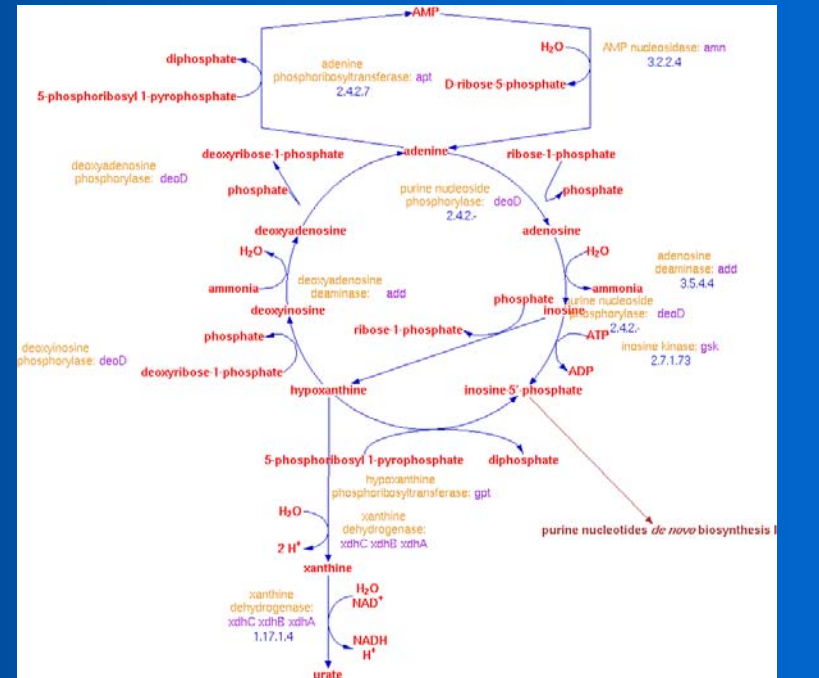 AMP
diphosphate
adenine
phosphoribosyltransferase: apt
2.4.2.7
5-phosphoribosyl 1-pyrophosphate
H2O
AMP nucleosidase: amn
3.2.2.4
D-ribose-5-phosphate
adenine
deoxyribose-1-phosphate
ribose-1-phosphate
deoxyadenosine
phosphorylase: deoD
phosphate
phosphate
purine nucleoside
phosphorylase: deoD
2.4.2.-
deoxyadenosine
adenosine
H2O
H2O
adenosine
deaminase: add
3.5.4.4
deoxyadenosine
deaminase: add
ammonia
ammonia
deoxyinosine
phosphate
inosine
purine nucleoside
phosphorylase: deoD
2.4.2.-
ribose-1-phosphate
phosphate
deoxyinosine
phosphorylase: deoD
deoxyribose-1-phosphate
ATP
inosine kinase: gsk
2.7.1.73
ADP
hypoxanthine
inosine-5'-phosphate
5-phosphoribosyl 1-pyrophosphate
diphosphate
hypoxanthine
phosphoribosyltransferase: gpt
H2O
xanthine
dehydrogenase:
xdhC xdhB xdhA
2 H+
purine nucleotides de novo biosynthesis I
xanthine
xanthine
dehydrogenase:
xdhC xdhB xdhA
1.17.1.4
H2O
NAD+
NADH
H+
urate